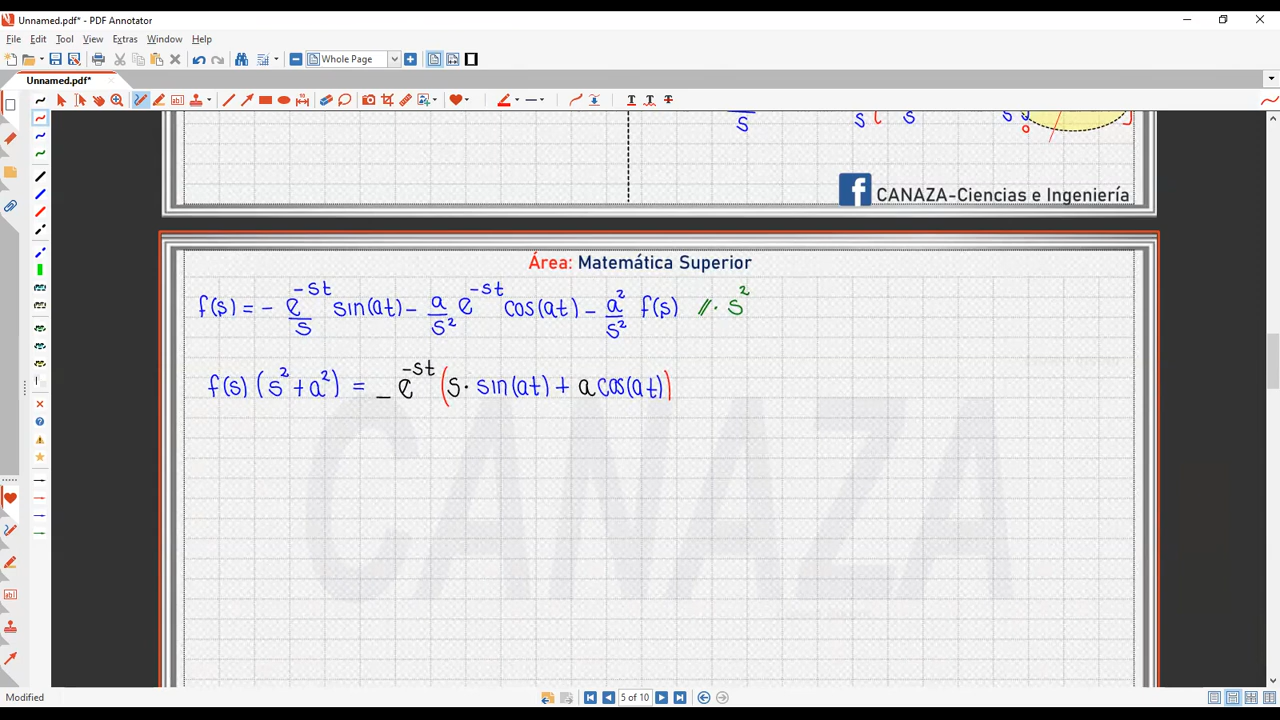 Unnamed.pdf* - PDF Annotator
File Edit Tool View Extras Window Help
Whole Page
Unnamed.pdf*
s s ( s s 0
CANAZA-Ciencias e Ingeniería
Área: Matemática Superior
f(s) = - e^-st/s sin(at) - a/s² e^-st cos(at) - a²/s² f(s) //· s²
f(s) (s² + a²) = - e^-st (s· sin(at) + a cos(at))
CANAZA
Modified
5 of 10